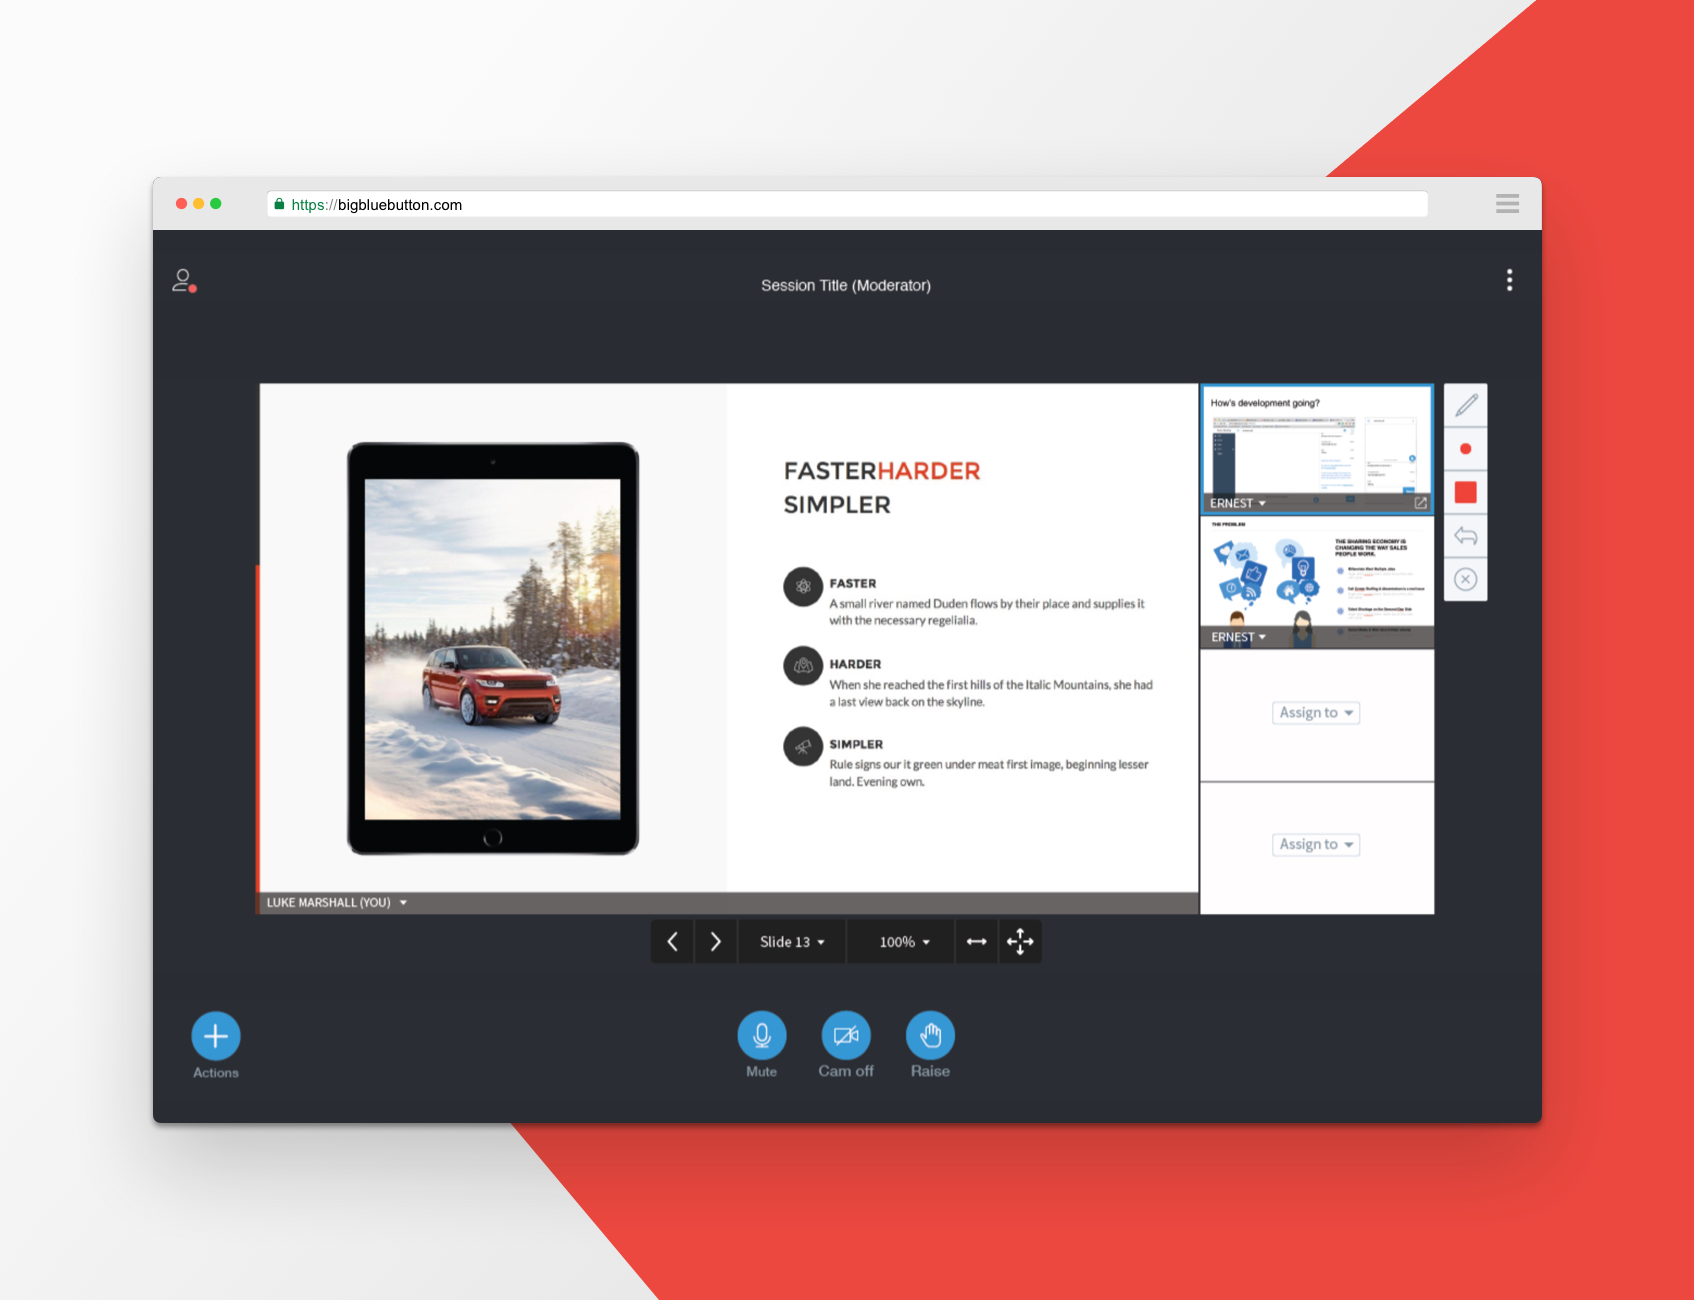 https://bigbluebutton.com
Session Title (Moderator)
FASTERHARDER
SIMPLER
FASTER
A small river named Duden flows by their place and supplies it
with the necessary regelialia.
HARDER
When she reached the first hills of the Italic Mountains, she had
a last view back on the skyline.
SIMPLER
Rule signs our it green under meat first image, beginning lesser
land. Evening own.
LUKE MARSHALL (YOU)
How's development going?
ERNEST
THE PROBLEM
THE SHARING ECONOMY IS
CHANGING THE WAY SALES
PEOPLE WORK.
ERNEST
Assign to
Assign to
Slide 13
100%
Actions
Mute
Cam off
Raise